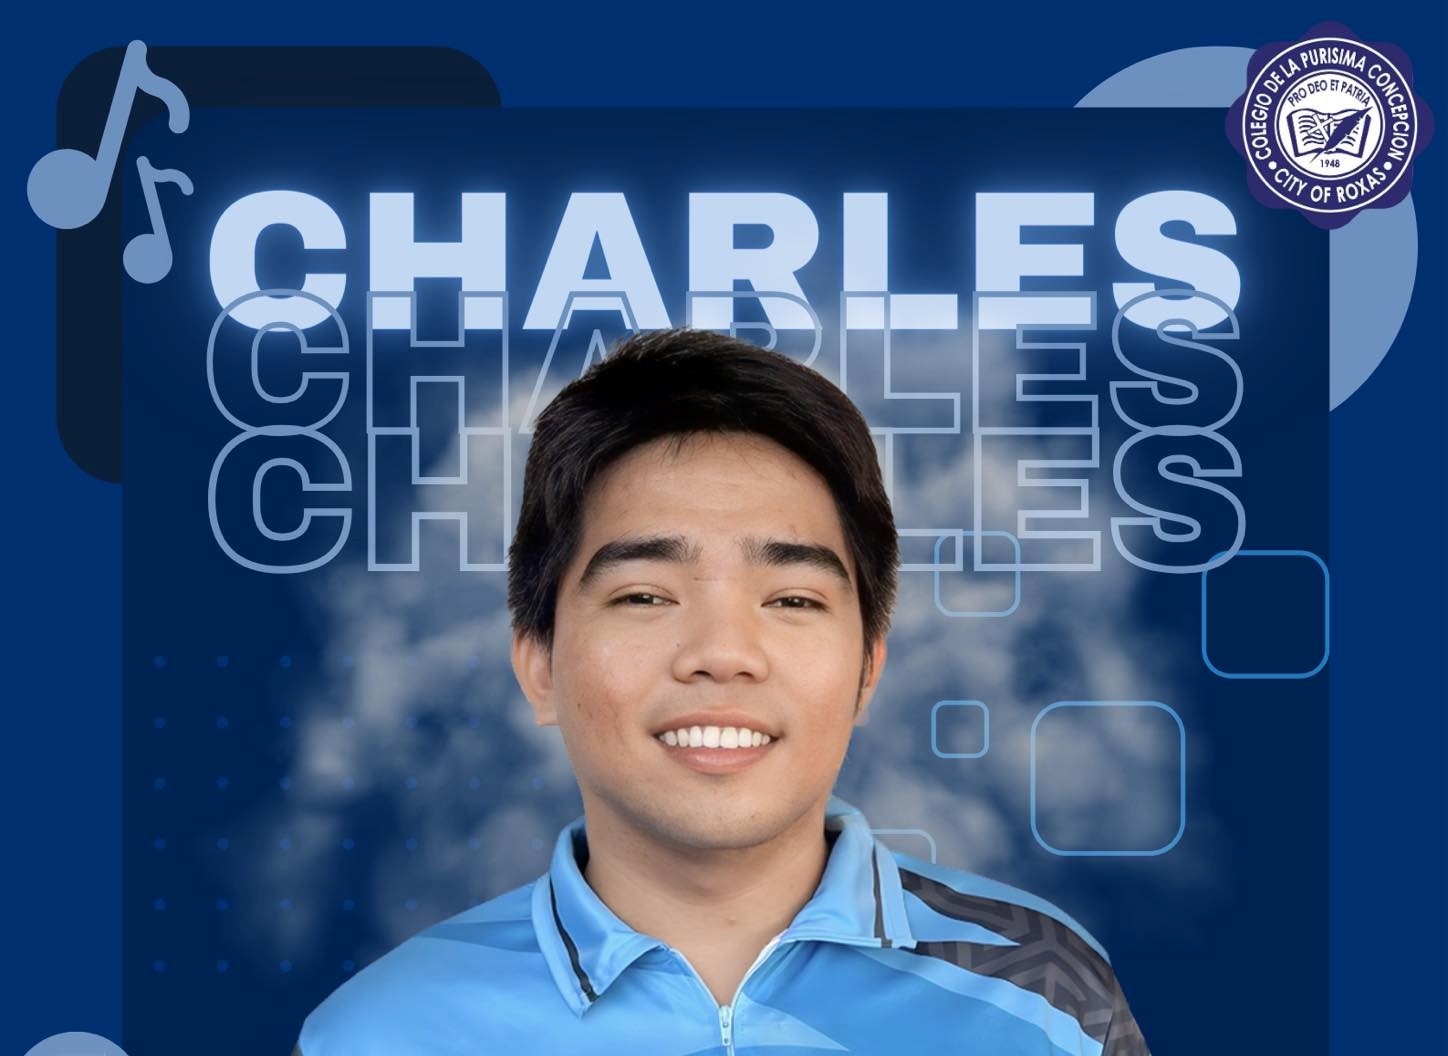 COLEGIO DE LA PURISIMA CONCEPCION
PRO DEO ET PATRIA
1948
• CITY OF ROXAS •
CHARLES
CHARLES
CHARLES